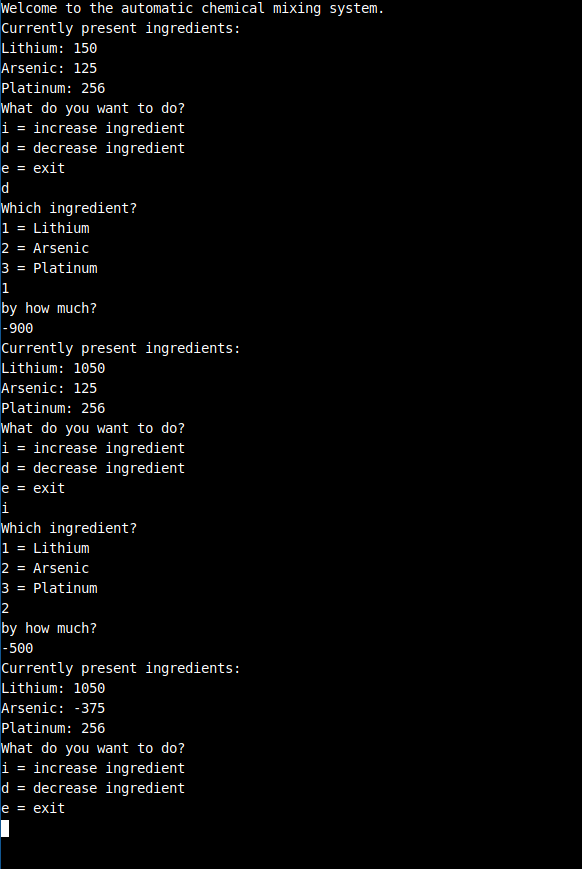 Welcome to the automatic chemical mixing system.
Currently present ingredients:
Lithium: 150
Arsenic: 125
Platinum: 256
What do you want to do?
i = increase ingredient
d = decrease ingredient
e = exit
d
Which ingredient?
1 = Lithium
2 = Arsenic
3 = Platinum
1
by how much?
-900
Currently present ingredients:
Lithium: 1050
Arsenic: 125
Platinum: 256
What do you want to do?
i = increase ingredient
d = decrease ingredient
e = exit
i
Which ingredient?
1 = Lithium
2 = Arsenic
3 = Platinum
2
by how much?
-500
Currently present ingredients:
Lithium: 1050
Arsenic: -375
Platinum: 256
What do you want to do?
i = increase ingredient
d = decrease ingredient
e = exit